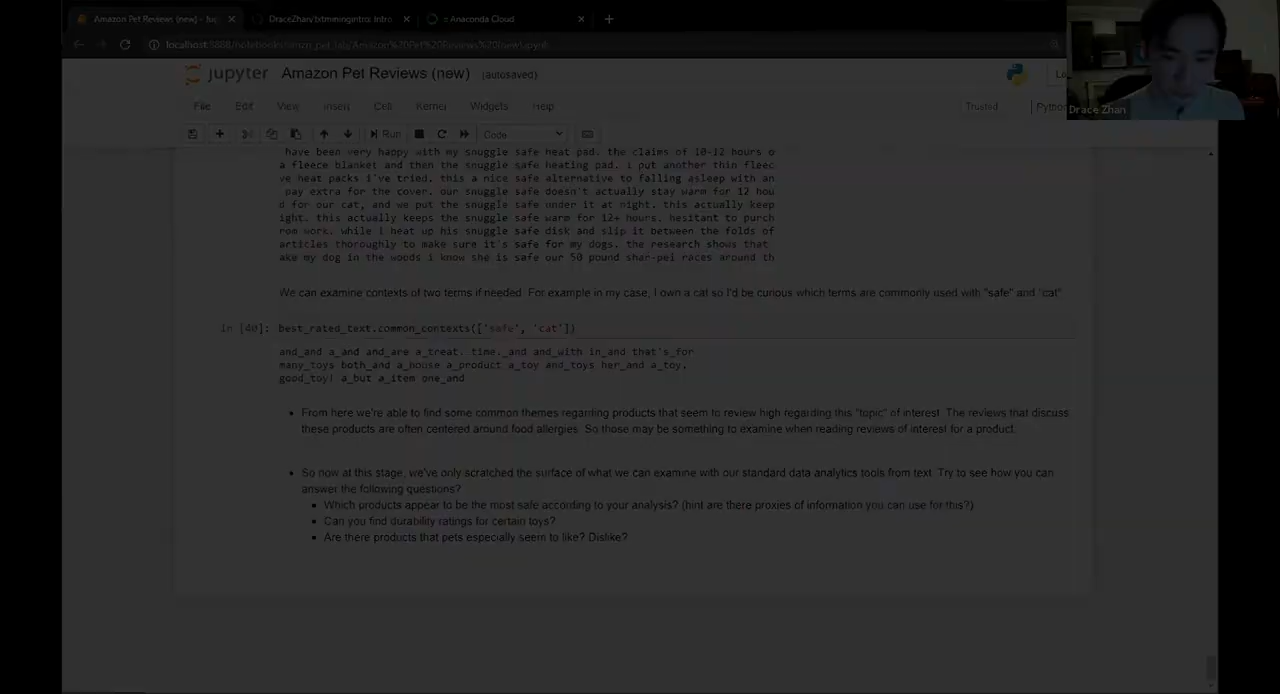 Amazon Pet Reviews (new) - Jup
DraceZhan/txtminingintro: Intro
:: Anaconda Cloud
jupyter Amazon Pet Reviews (new) (autosaved)
Drace Zhan
File Edit View Insert Cell Kernel Widgets Help
Trusted
Run Code
have been very happy with my snuggle safe heat pad. the claims of 10-12 hours o
a fleece blanket and then the snuggle safe heating pad. i put another thin fleec
ve heat packs i've tried. this a nice safe alternative to falling asleep with an
pay extra for the cover. our snuggle safe doesn't actually stay warm for 12 hou
d for our cat, and we put the snuggle safe under it at night. this actually keep
ight. this actually keeps the snuggle safe warm for 12+ hours. hesitant to purch
rom work. while i heat up his snuggle safe disk and slip it between the folds of
articles thoroughly to make sure it's safe for my dogs. the research shows that
ake my dog in the woods i know she is safe our 50 pound shar-pei races around th
We can examine contexts of two terms if needed. For example in my case, I own a cat so I'd be curious which terms are commonly used with "safe" and 'cat"
In [40]: best_rated_text.common_contexts(['safe', 'cat'])
and_and a_and and_are a_treat. time._and and_with in_and that's_for
many_toys both_and a_house a_product a_toy and_toys her_and a_toy.
good_toy! a_but a_item one_and
• From here we're able to find some common themes regarding products that seem to review high regarding this "topic" of interest. The reviews that discuss
these products are often centered around food allergies. So those may be something to examine when reading reviews of interest for a product.
• So now at this stage, we've only scratched the surface of what we can examine with our standard data analytics tools from text. Try to see how you can
answer the following questions?
• Which products appear to be the most safe according to your analysis? (hint are there proxies of information you can use for this?)
• Can you find durability ratings for certain toys?
• Are there products that pets especially seem to like? Dislike?